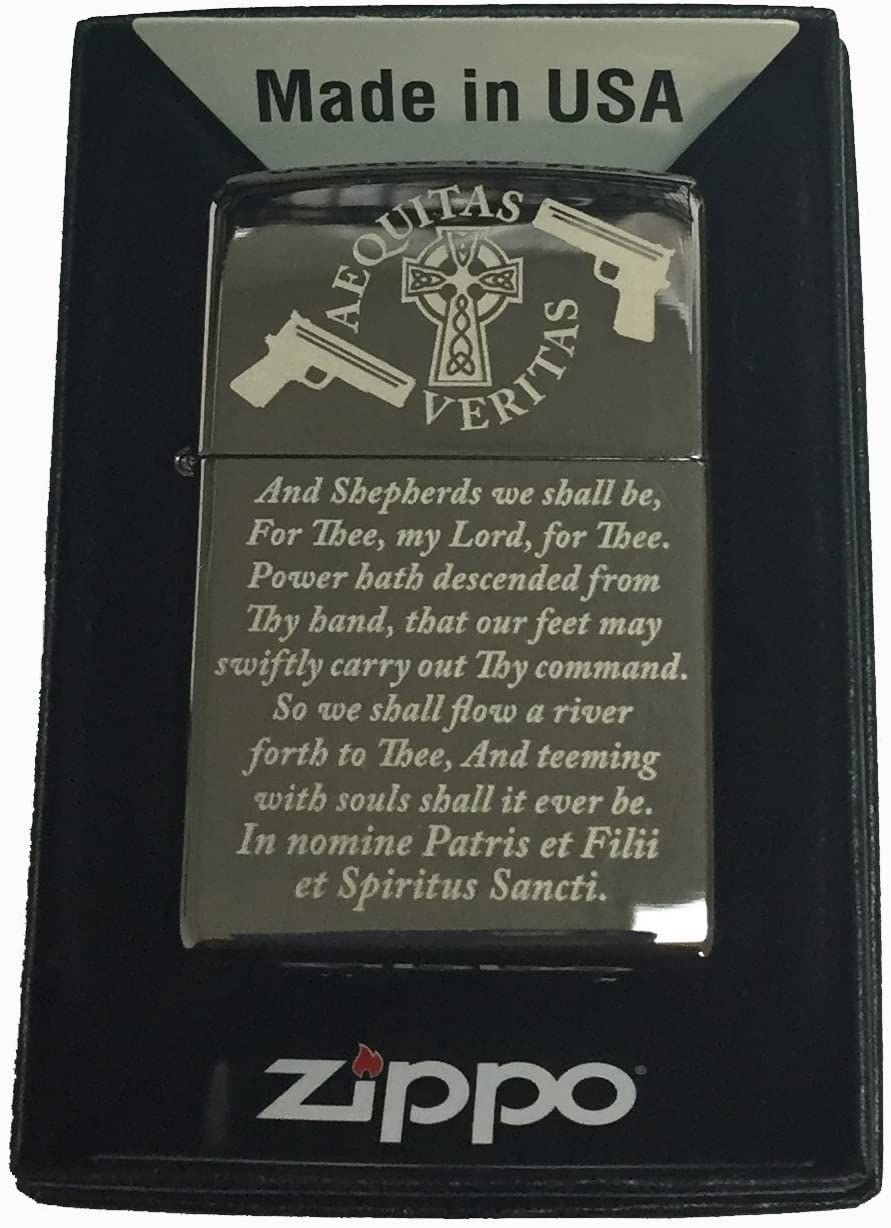 Made in USA
AEQUITAS
VERITAS
And Shepherds we shall be,
For Thee, my Lord, for Thee.
Power hath descended from
Thy hand, that our feet may
swiftly carry out Thy command.
So we shall flow a river
forth to Thee, And teeming
with souls shall it ever be.
In nomine Patris et Filii
et Spiritus Sancti.
zippo®